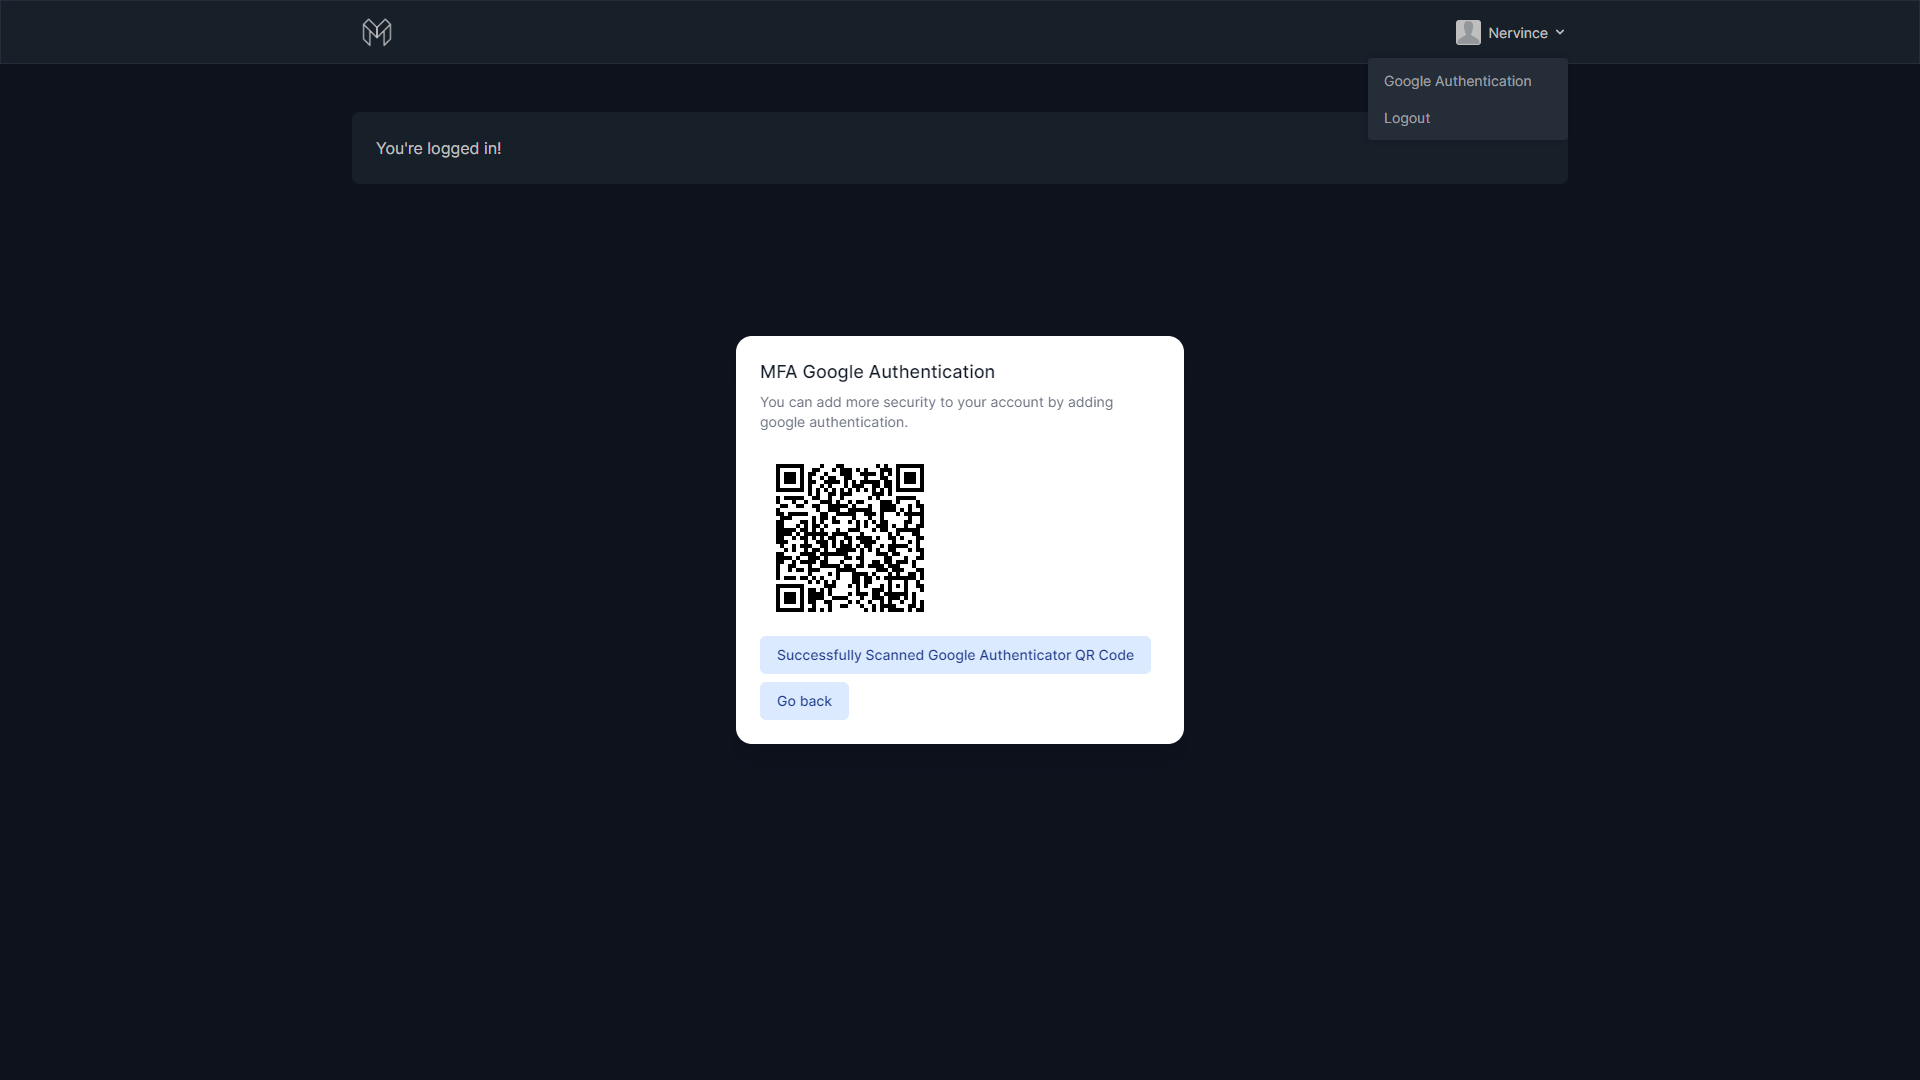 Nervince
Google Authentication
Logout
You're logged in!
MFA Google Authentication
You can add more security to your account by adding
google authentication.
Successfully Scanned Google Authenticator QR Code
Go back